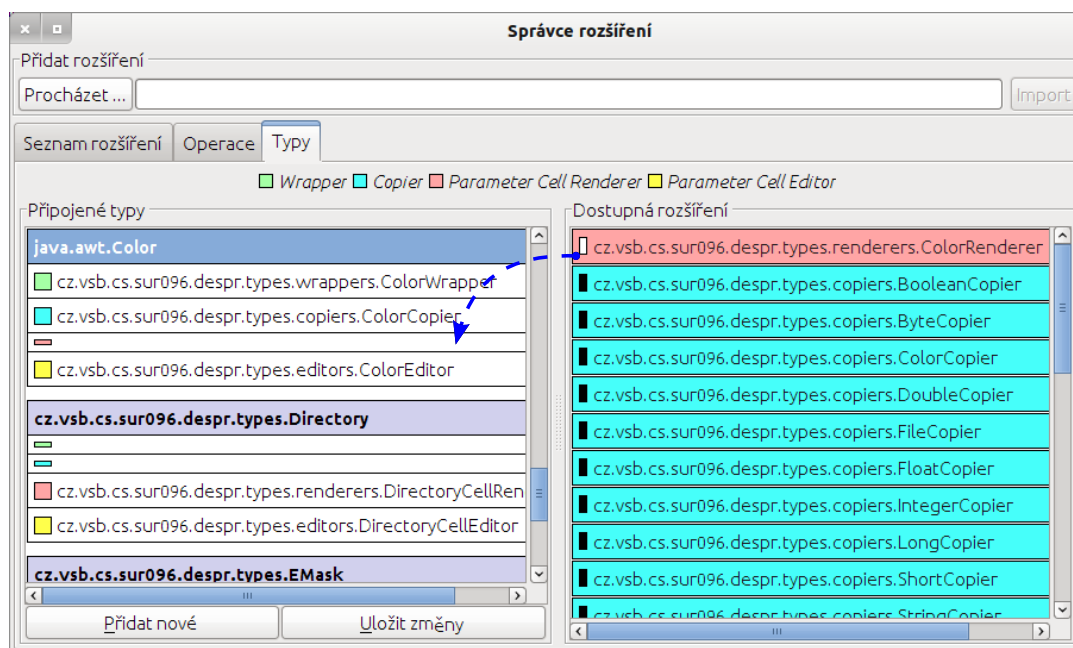 Správce rozšíření
Přidat rozšíření
Procházet ...
Import
Seznam rozšíření
Operace
Typy
Wrapper
Copier
Parameter Cell Renderer
Parameter Cell Editor
Připojené typy
java.awt.Color
cz.vsb.cs.sur096.despr.types.wrappers.ColorWrapper
cz.vsb.cs.sur096.despr.types.copiers.ColorCopier
cz.vsb.cs.sur096.despr.types.editors.ColorEditor
cz.vsb.cs.sur096.despr.types.Directory
cz.vsb.cs.sur096.despr.types.renderers.DirectoryCellRen
cz.vsb.cs.sur096.despr.types.editors.DirectoryCellEditor
cz.vsb.cs.sur096.despr.types.EMask
Přidat nové
Uložit změny
Dostupná rozšíření
cz.vsb.cs.sur096.despr.types.renderers.ColorRenderer
cz.vsb.cs.sur096.despr.types.copiers.BooleanCopier
cz.vsb.cs.sur096.despr.types.copiers.ByteCopier
cz.vsb.cs.sur096.despr.types.copiers.ColorCopier
cz.vsb.cs.sur096.despr.types.copiers.DoubleCopier
cz.vsb.cs.sur096.despr.types.copiers.FileCopier
cz.vsb.cs.sur096.despr.types.copiers.FloatCopier
cz.vsb.cs.sur096.despr.types.copiers.IntegerCopier
cz.vsb.cs.sur096.despr.types.copiers.LongCopier
cz.vsb.cs.sur096.despr.types.copiers.ShortCopier
cz.vsb.cs.sur096.despr.types.copiers.StringCopier